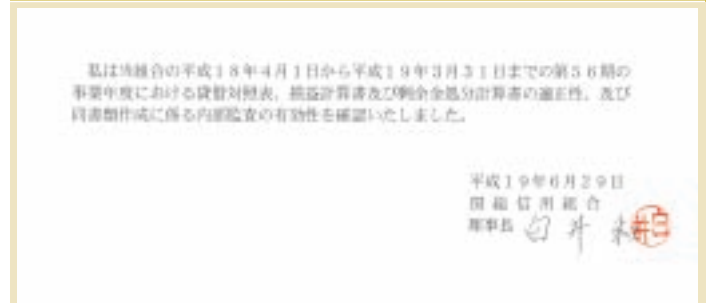 私は当組合の平成18年4月1日から平成19年3月31日までの第56期の
事業年度における貸借対照表、損益計算書及び剰余金処分計算書の適正性、及び
同書類作成に係る内部監査の有効性を確認いたしました。
平成19年6月29日
信用組合
理事長 臼井